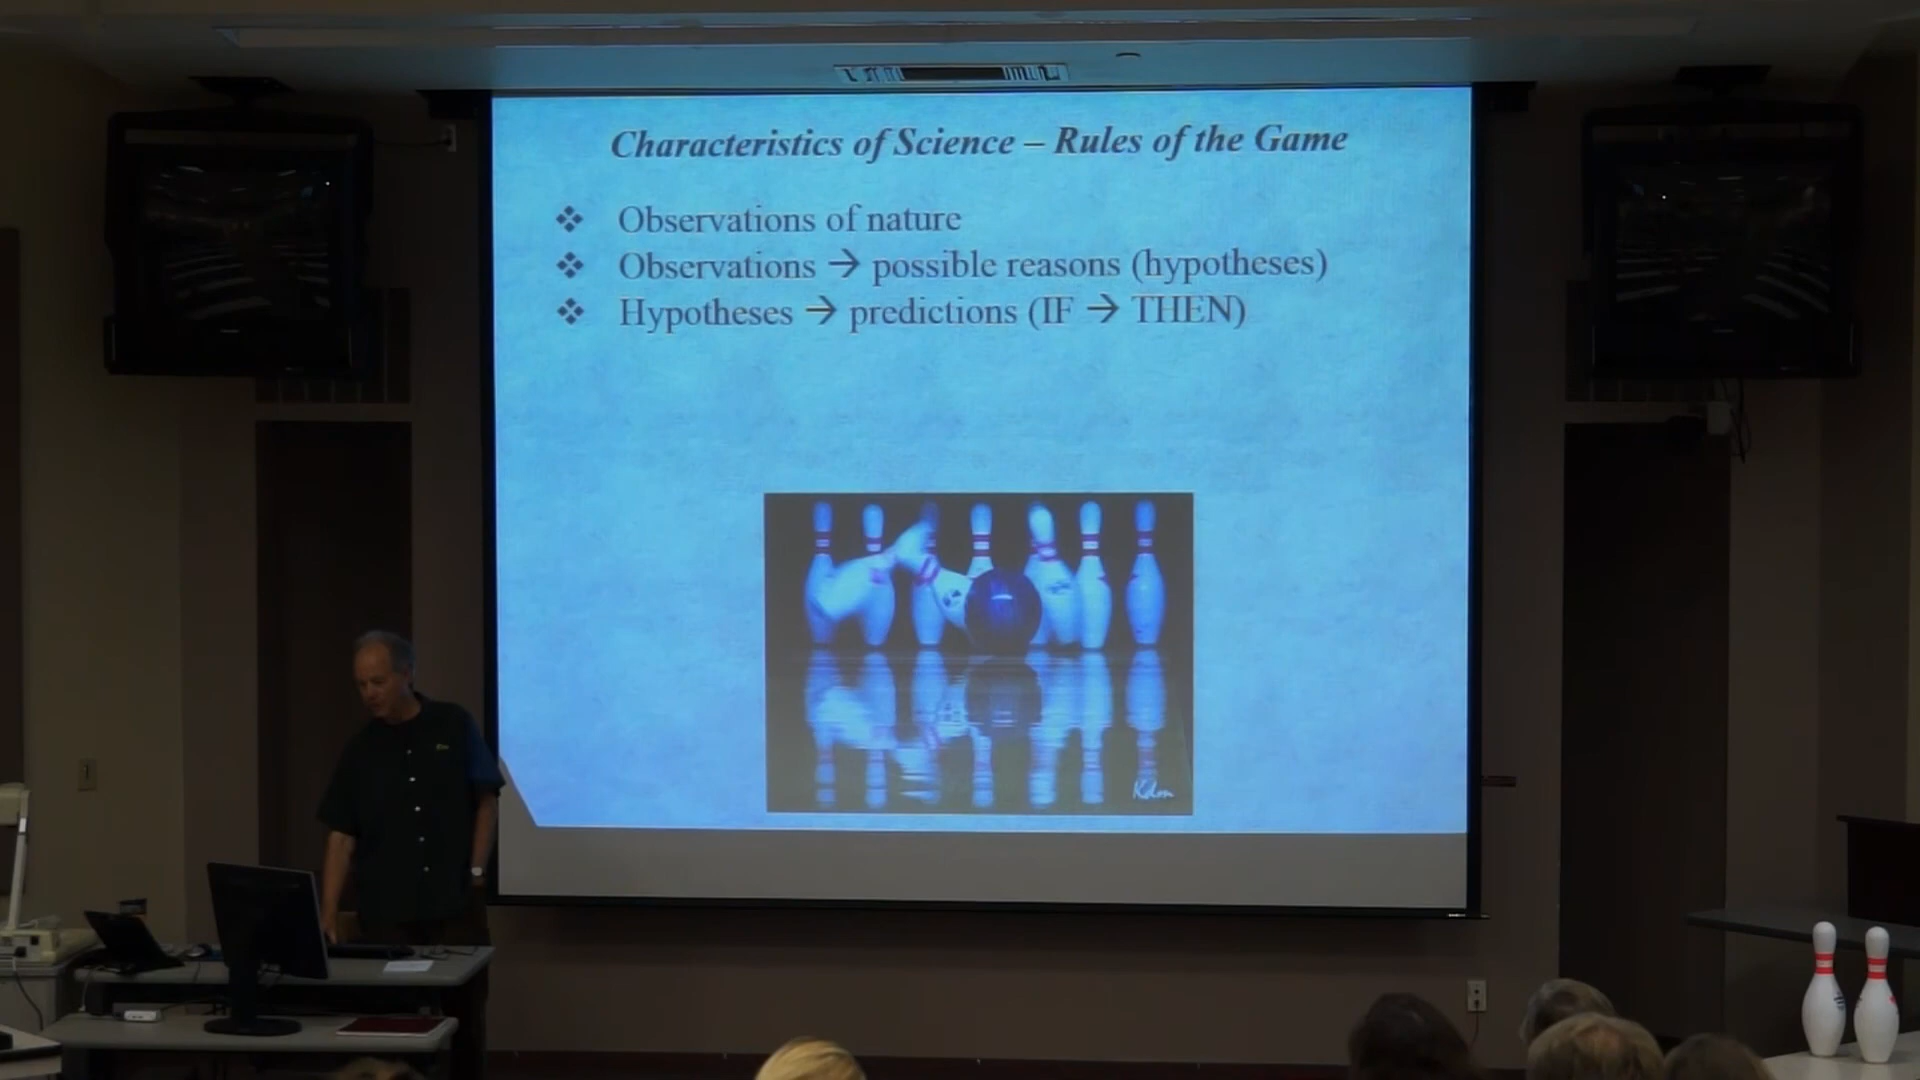 Characteristics of Science – Rules of the Game
❖ Observations of nature
❖ Observations → possible reasons (hypotheses)
❖ Hypotheses → predictions (IF → THEN)